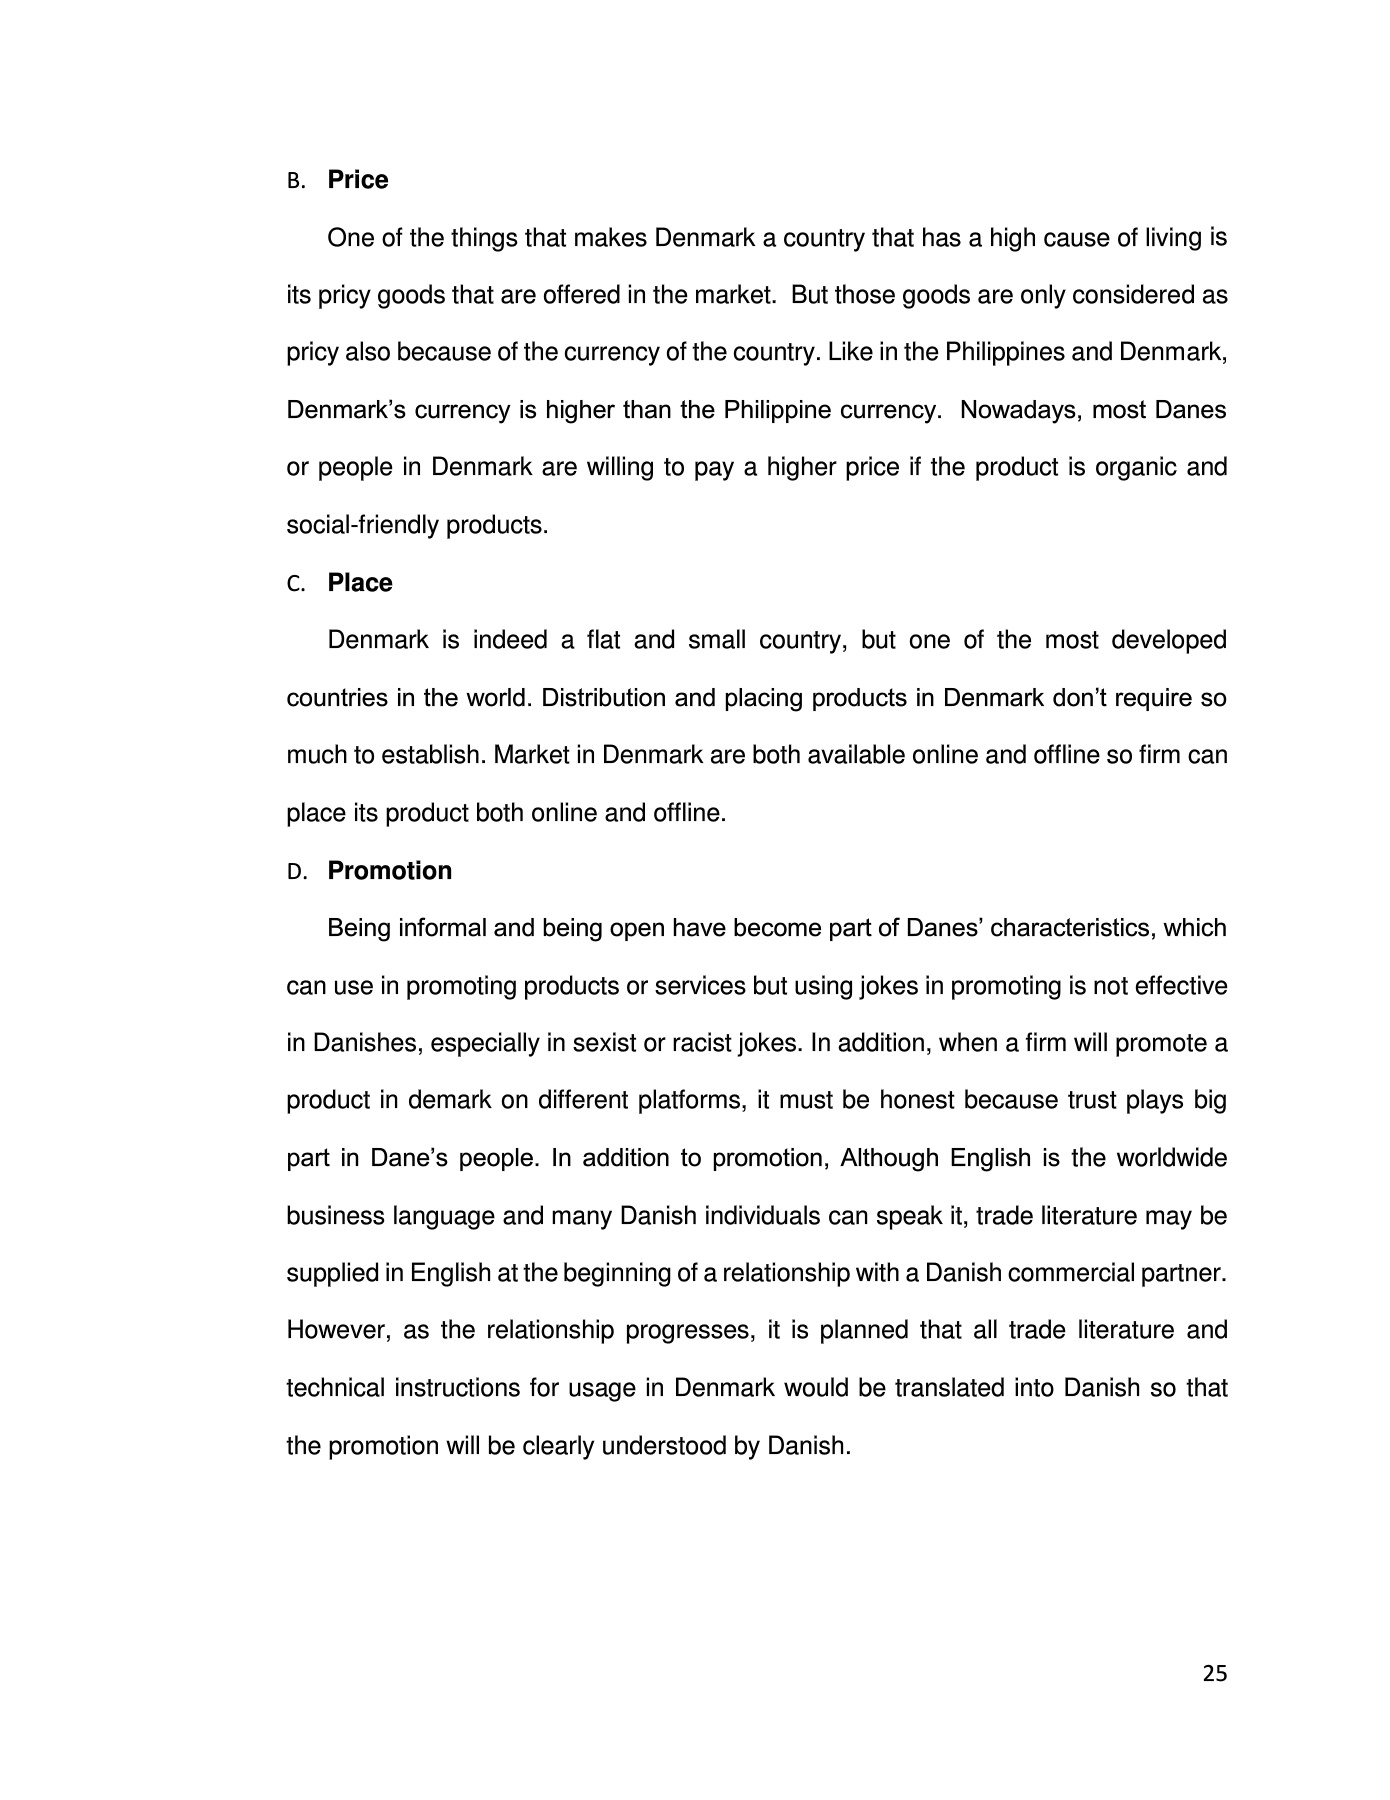 B. Price
One of the things that makes Denmark a country that has a high cause of living is
its pricy goods that are offered in the market.  But those goods are only considered as
pricy also because of the currency of the country. Like in the Philippines and Denmark,
Denmark’s currency is higher than the Philippine currency.  Nowadays, most Danes
or people in Denmark are willing to pay a higher price if the product is organic and
social-friendly products.
C. Place
Denmark is indeed a flat and small country, but one of the most developed
countries in the world. Distribution and placing products in Denmark don’t require so
much to establish. Market in Denmark are both available online and offline so firm can
place its product both online and offline.
D. Promotion
Being informal and being open have become part of Danes’ characteristics, which
can use in promoting products or services but using jokes in promoting is not effective
in Danishes, especially in sexist or racist jokes. In addition, when a firm will promote a
product in demark on different platforms, it must be honest because trust plays big
part in Dane’s people. In addition to promotion, Although English is the worldwide
business language and many Danish individuals can speak it, trade literature may be
supplied in English at the beginning of a relationship with a Danish commercial partner.
However, as the relationship progresses, it is planned that all trade literature and
technical instructions for usage in Denmark would be translated into Danish so that
the promotion will be clearly understood by Danish.
25